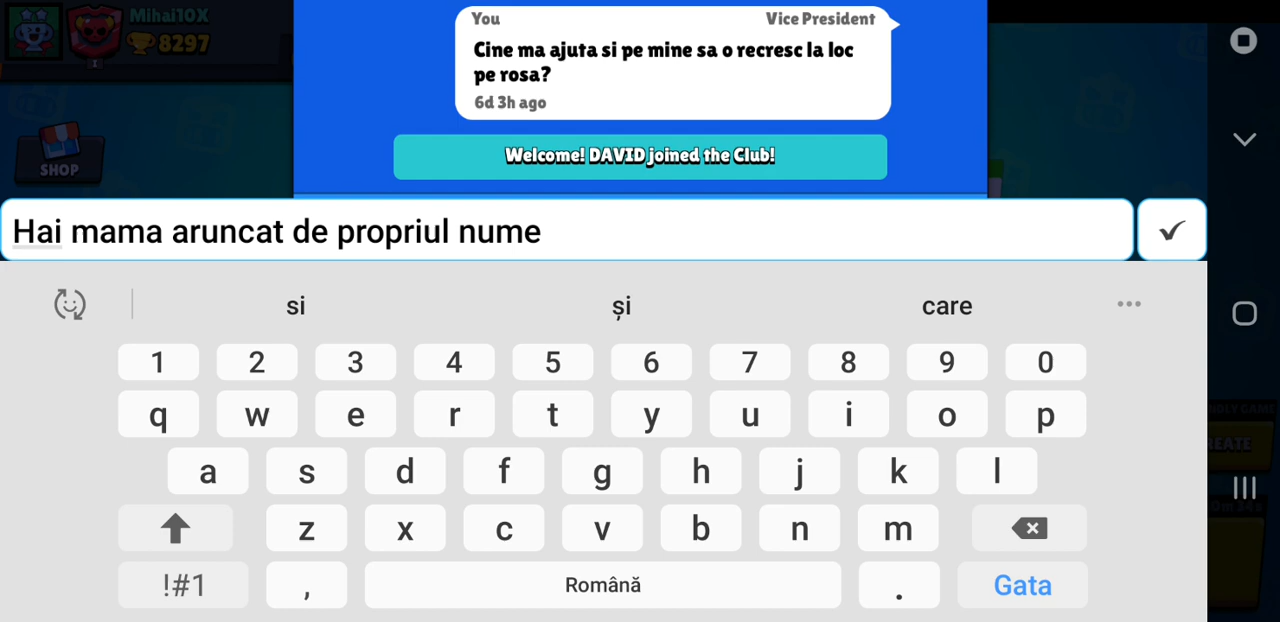 Mihai10X
8297
I
SHOP
You
Vice President
Cine ma ajuta si pe mine sa o recresc la loc
pe rosa?
6d 3h ago
Welcome! DAVID joined the Club!
Hai mama aruncat de propriul nume
si
și
care
1 2 3 4 5 6 7 8 9 0
q w e r t y u i o p
a s d f g h j k l
z x c v b n m
!#1 , Română . Gata